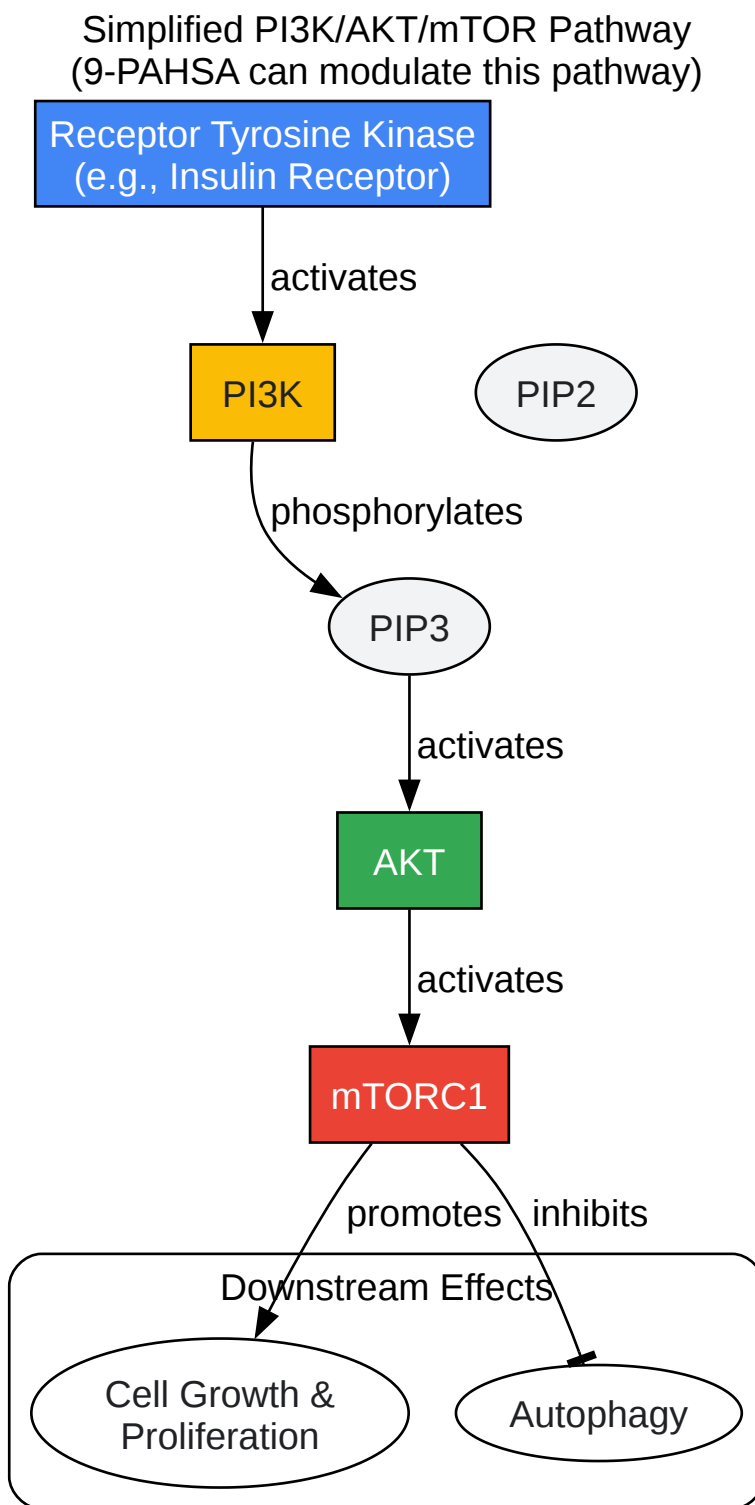 Simplified PI3K/AKT/mTOR Pathway
(9-PAHSA can modulate this pathway)
Receptor Tyrosine Kinase
(e.g., Insulin Receptor)
activates
PI3K
PIP2
phosphorylates
PIP3
activates
AKT
activates
mTORC1
promotes
inhibits
Downstream Effects
Cell Growth &
Proliferation
Autophagy